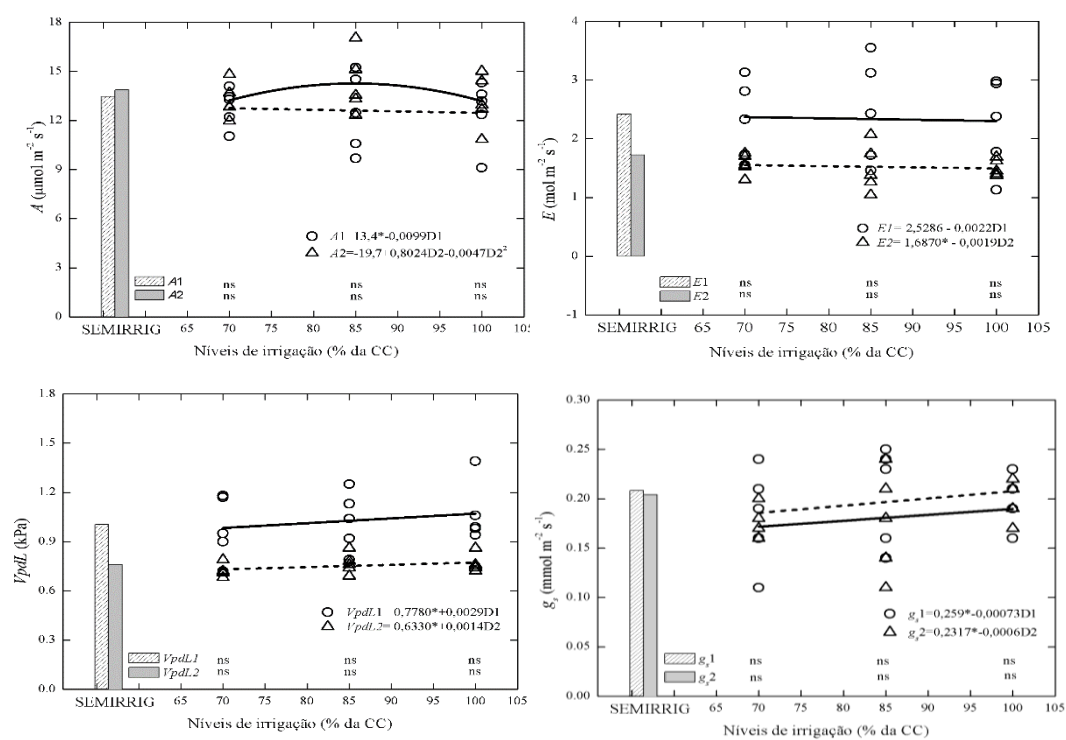 18
15
12
9
6
3
0
A (µmol m⁻² s⁻¹)
A1 13,4*-0,0099D1
A2=-19,7+0,8024D2-0,0047D2²
A1 ns ns ns
A2 ns ns ns
SEMIRRIG 65 70 75 80 85 90 95 100 105
Níveis de irrigação (% da CC)
4
3
2
1
0
-1
E (mol m⁻² s⁻¹)
E1= 2,5286 - 0,0022D1
E2= 1,6870* - 0,0019D2
E1 ns ns ns
E2 ns ns ns
SEMIRRIG 65 70 75 80 85 90 95 100 105
Níveis de irrigação (% da CC)
1.8
1.5
1.2
0.9
0.6
0.3
0.0
VpdL (kPa)
VpdL1 0,7780*+0,0029D1
VpdL2= 0,6330*+0,0014D2
VpdL1 ns ns ns
VpdL2 ns ns ns
SEMIRRIG 65 70 75 80 85 90 95 100 105
Níveis de irrigação (% da CC)
0.30
0.25
0.20
0.15
0.10
0.05
0.00
gs (mmol m⁻² s⁻¹)
gs1=0,259*-0,00073D1
gs2=0,2317*-0,0006D2
gs1 ns ns ns
gs2 ns ns ns
SEMIRRIG 65 70 75 80 85 90 95 100 105
Níveis de irrigação (% da CC)